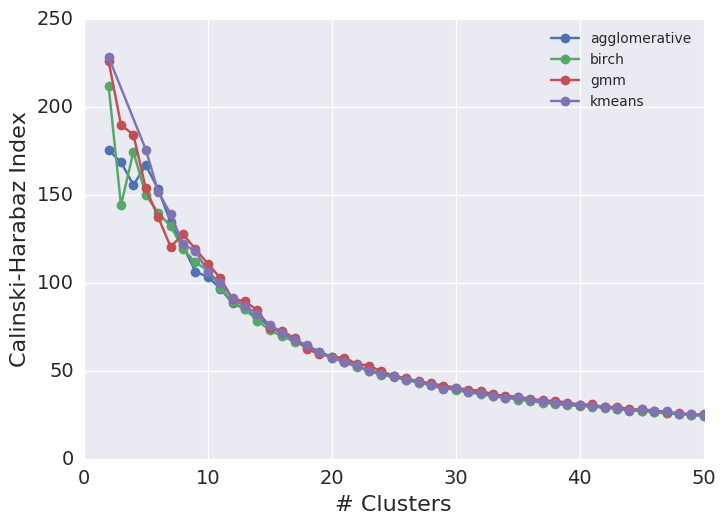 250
200
150
100
50
0
Calinski-Harabaz Index
agglomerative
birch
gmm
kmeans
0 10 20 30 40 50
# Clusters